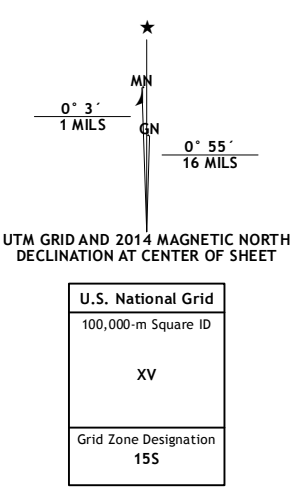 ★
MN
0° 3´
1 MILS
GN
0° 55´
16 MILS
UTM GRID AND 2014 MAGNETIC NORTH
DECLINATION AT CENTER OF SHEET
U.S. National Grid
100,000-m Square ID
XV
Grid Zone Designation
15S